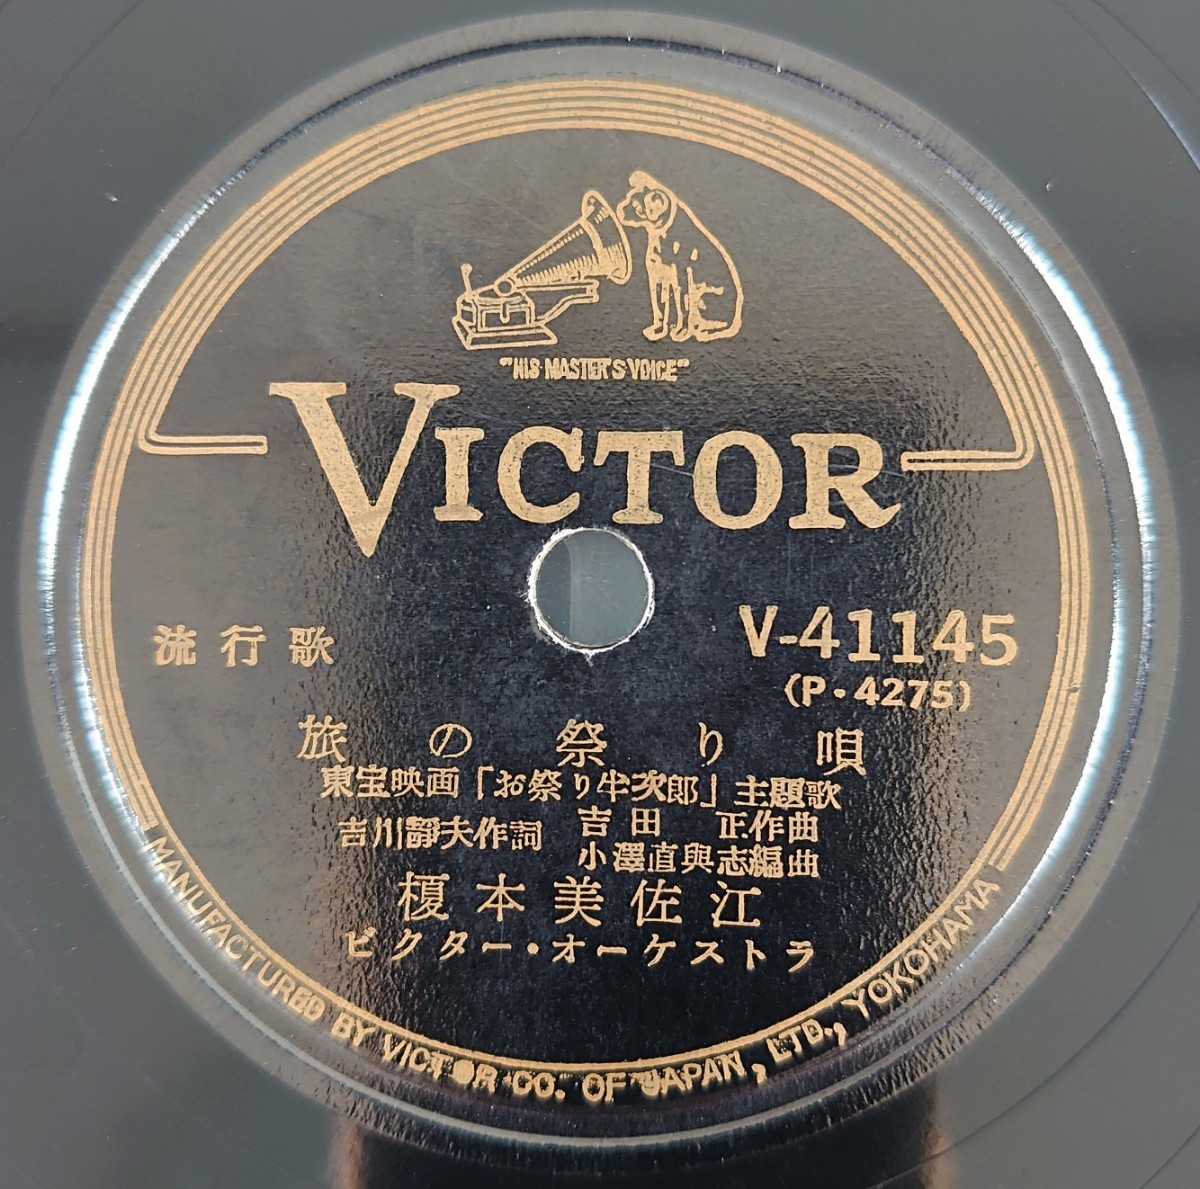 "HIS MASTER'S VOICE"
VICTOR
流行歌
V-41145
(P・4275)
旅の祭り唄
東宝映画「お祭り半次郎」主題歌
吉川靜夫作詞
吉田 正作曲
小澤直與志編曲
榎本美佐江
ビクター・オーケストラ
MANUFACTURED BY VICTOR CO. OF JAPAN, LTD., YOKOHAMA